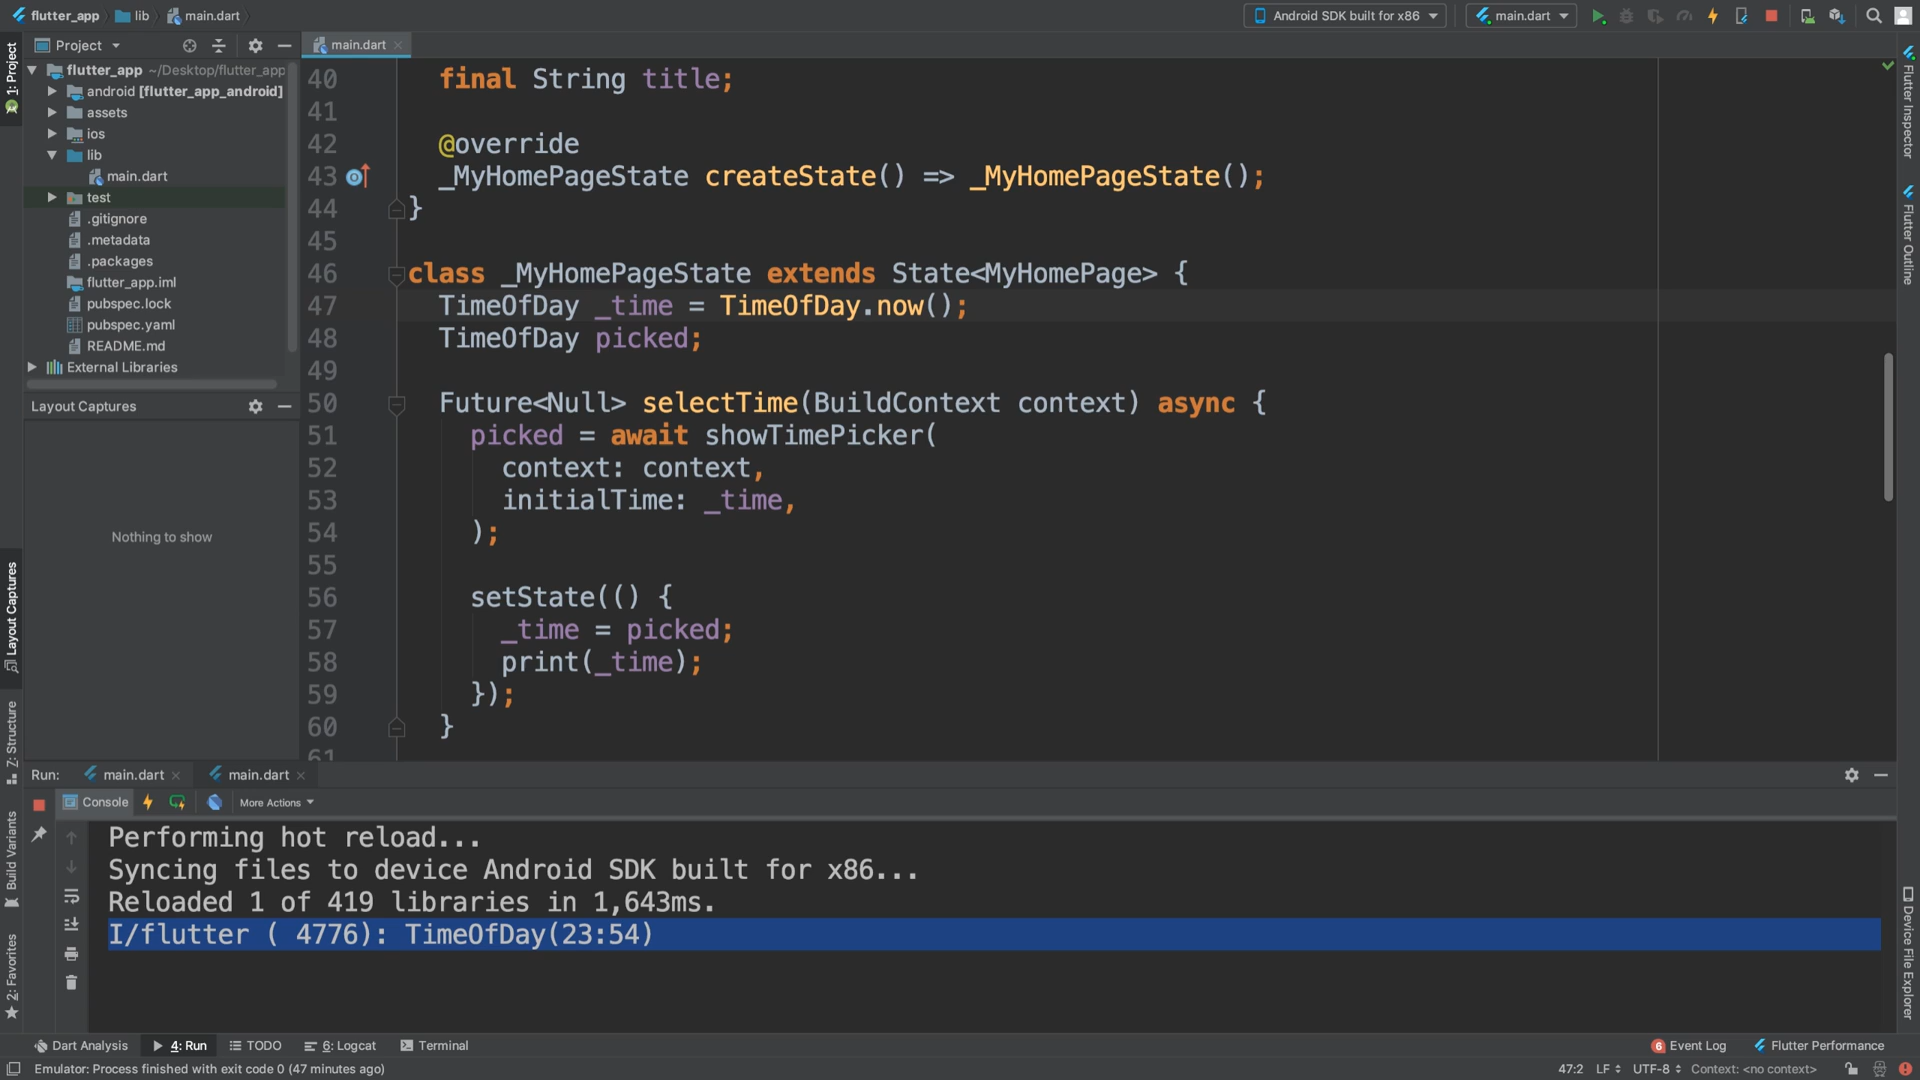 flutter_app lib main.dart Android SDK built for x86 main.dart
Project main.dart
1: Project
flutter_app ~/Desktop/flutter_app
android [flutter_app_android]
assets
ios
lib
main.dart
test
.gitignore
.metadata
.packages
flutter_app.iml
pubspec.lock
pubspec.yaml
README.md
External Libraries
Layout Captures
Nothing to show
Layout Captures
Z: Structure
Build Variants
2: Favorites
40 final String title;
41
42 @override
43 _MyHomePageState createState() => _MyHomePageState();
44 }
45
46 class _MyHomePageState extends State<MyHomePage> {
47 TimeOfDay _time = TimeOfDay.now();
48 TimeOfDay picked;
49
50 Future<Null> selectTime(BuildContext context) async {
51 picked = await showTimePicker(
52 context: context,
53 initialTime: _time,
54 );
55
56 setState(() {
57 _time = picked;
58 print(_time);
59 });
60 }
61
Flutter Inspector
Flutter Outline
Device File Explorer
Run: main.dart main.dart
Console More Actions
Performing hot reload...
Syncing files to device Android SDK built for x86...
Reloaded 1 of 419 libraries in 1,643ms.
I/flutter ( 4776): TimeOfDay(23:54)
Dart Analysis 4: Run TODO 6: Logcat Terminal 6 Event Log Flutter Performance
Emulator: Process finished with exit code 0 (47 minutes ago) 47:2 LF UTF-8 Context: <no context>